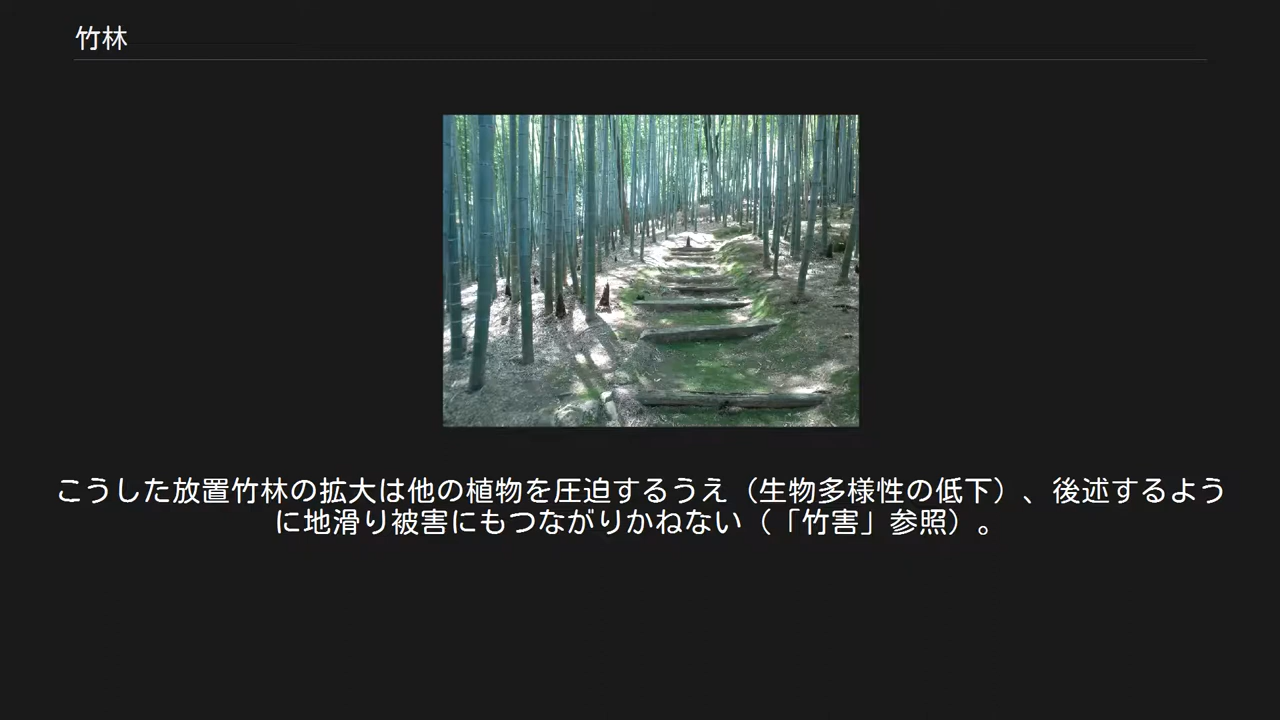 竹林
こうした放置竹林の拡大は他の植物を圧迫するうえ（生物多様性の低下）、後述するよう
に地滑り被害にもつながりかねない（「竹害」参照）。